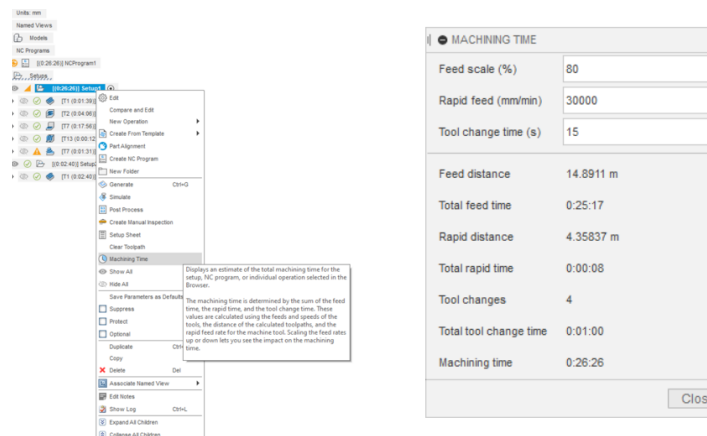 Units: mm
Named Views
Models
NC Programs
[(0:26:26)] NCProgram1
Setups
[(0:26:26)] Setup1
[T1 (0:01:39)]
[T2 (0:04:06)]
[T7 (0:17:56)]
[T13 (0:00:12
[T7 (0:01:31)]
[(0:02:40)] Setup2
[T1 (0:02:40)]
Edit
Compare and Edit
New Operation
Create From Template
Part Alignment
Create NC Program
New Folder
Generate Ctrl+G
Simulate
Post Process
Create Manual Inspection
Setup Sheet
Clear Toolpath
Machining Time
Show All
Hide All
Save Parameters as Defaults
Suppress
Protect
Optional
Duplicate Ctrl+
Copy
Delete Del
Associate Named View
Edit Notes
Show Log Ctrl+L
Expand All Children
Collapse All Children
Displays an estimate of the total machining time for the
setup, NC program, or individual operation selected in the
Browser.
The machining time is determined by the sum of the feed
time, the rapid time, and the tool change time. These
values are calculated using the feeds and speeds of the
tools, the distance of the calculated toolpaths, and the
rapid feed rate for the machine tool. Scaling the feed rates
up or down lets you see the impact on the machining
time.
MACHINING TIME
Feed scale (%) 80
Rapid feed (mm/min) 30000
Tool change time (s) 15
Feed distance 14.8911 m
Total feed time 0:25:17
Rapid distance 4.35837 m
Total rapid time 0:00:08
Tool changes 4
Total tool change time 0:01:00
Machining time 0:26:26
Clos